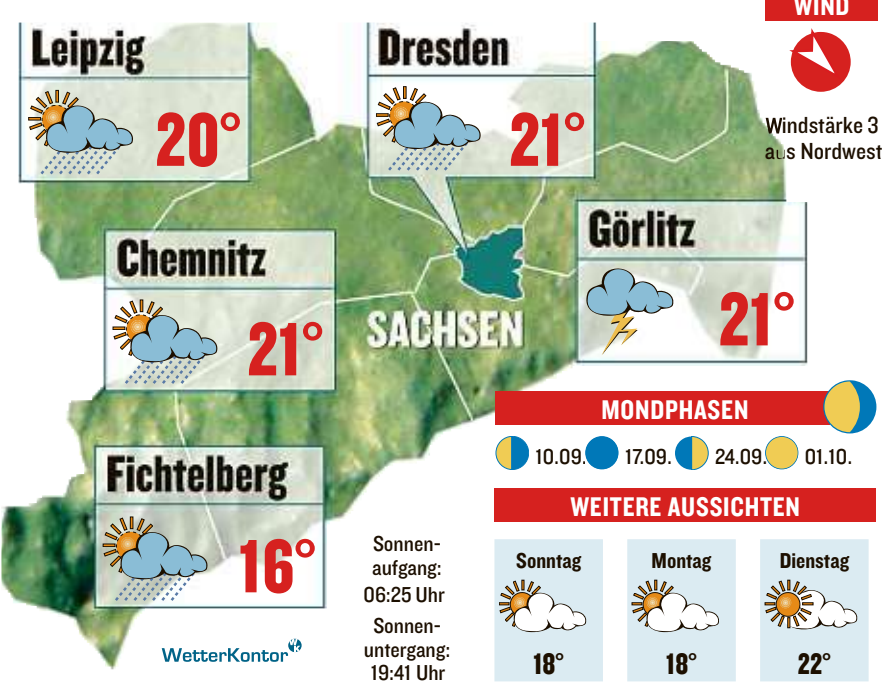 WIND
Windstärke 3
aus Nordwest
Leipzig
20°
Dresden
21°
Görlitz
21°
Chemnitz
21°
SACHSEN
Fichtelberg
16°
WetterKontor
Sonnen-
aufgang:
06:25 Uhr
Sonnen-
untergang:
19:41 Uhr
MONDPHASEN
10.09. 17.09. 24.09. 01.10.
WEITERE AUSSICHTEN
Sonntag
18°
Montag
18°
Dienstag
22°